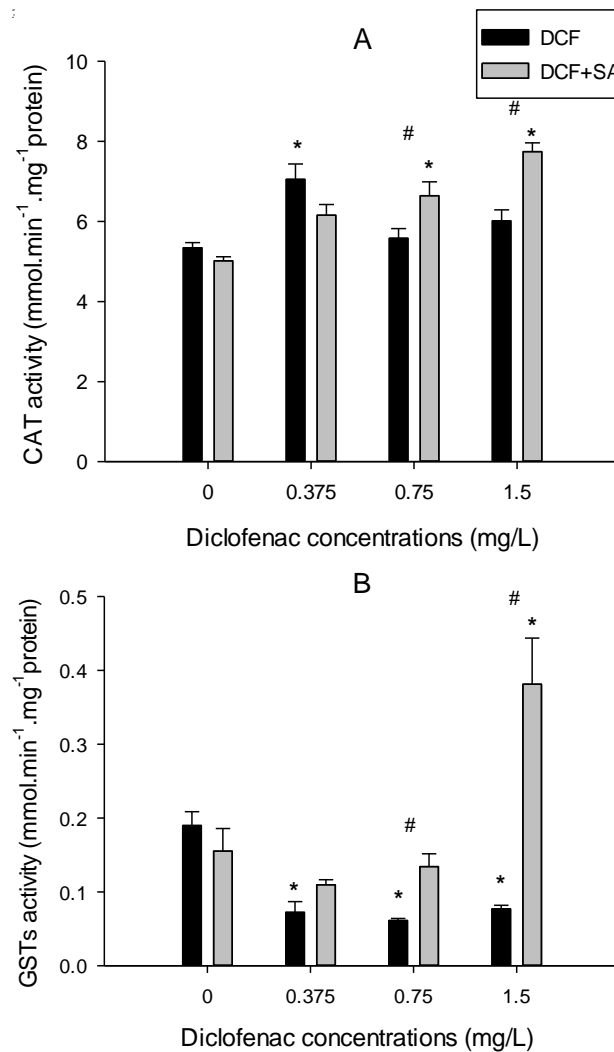 A
DCF
DCF+SA
CAT activity (mmol.min⁻¹.mg⁻¹protein)
10
8
6
4
2
0
* # * # *
0 0.375 0.75 1.5
Diclofenac concentrations (mg/L)
B
GSTs activity (mmol.min⁻¹.mg⁻¹protein)
0.5
0.4
0.3
0.2
0.1
0.0
* # * # * *
0 0.375 0.75 1.5
Diclofenac concentrations (mg/L)